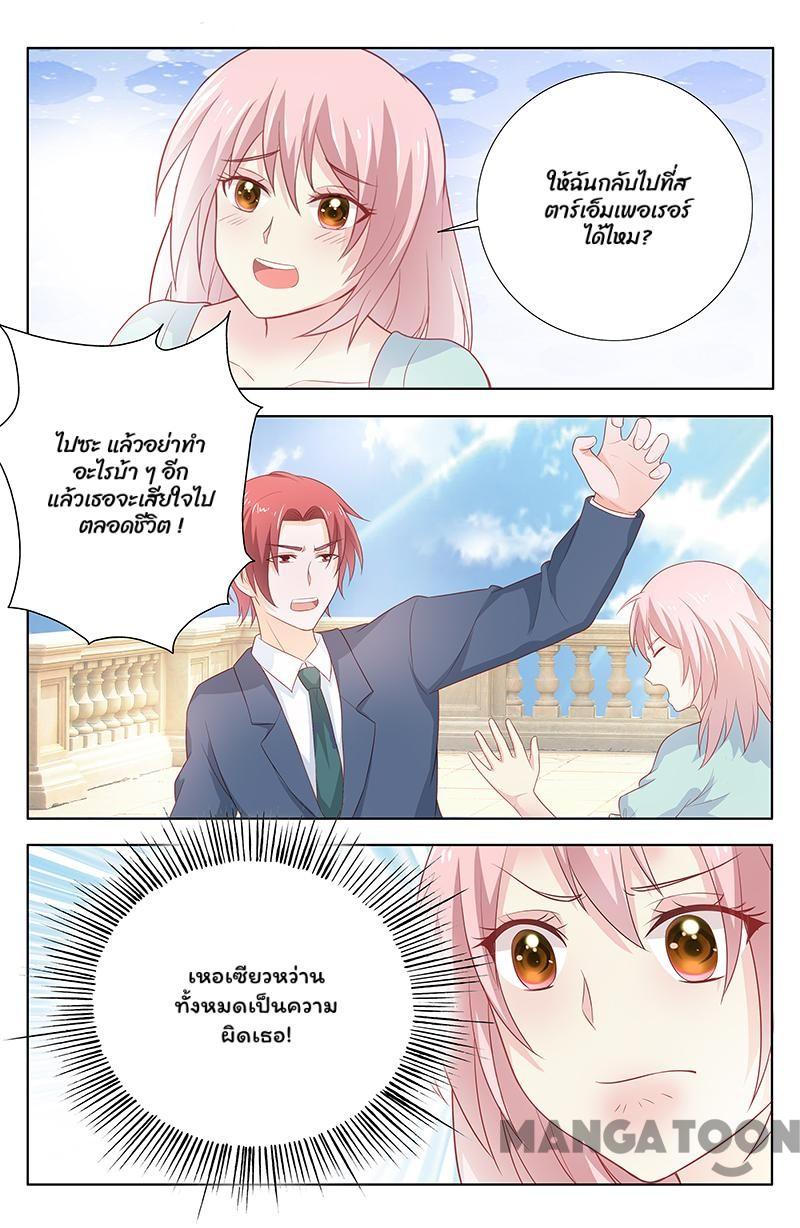 ให้ฉันกลับไปที่ส
ตาร์เอ็มเพอเรอร์
ได้ไหม?
ไปซะ แล้วอย่าทำ
อะไรบ้า ๆ อีก
แล้วเธอจะเสียใจไป
ตลอดชีวิต !
เหอเซียวหว่าน
ทั้งหมดเป็นความ
ผิดเธอ!
MANGATOON